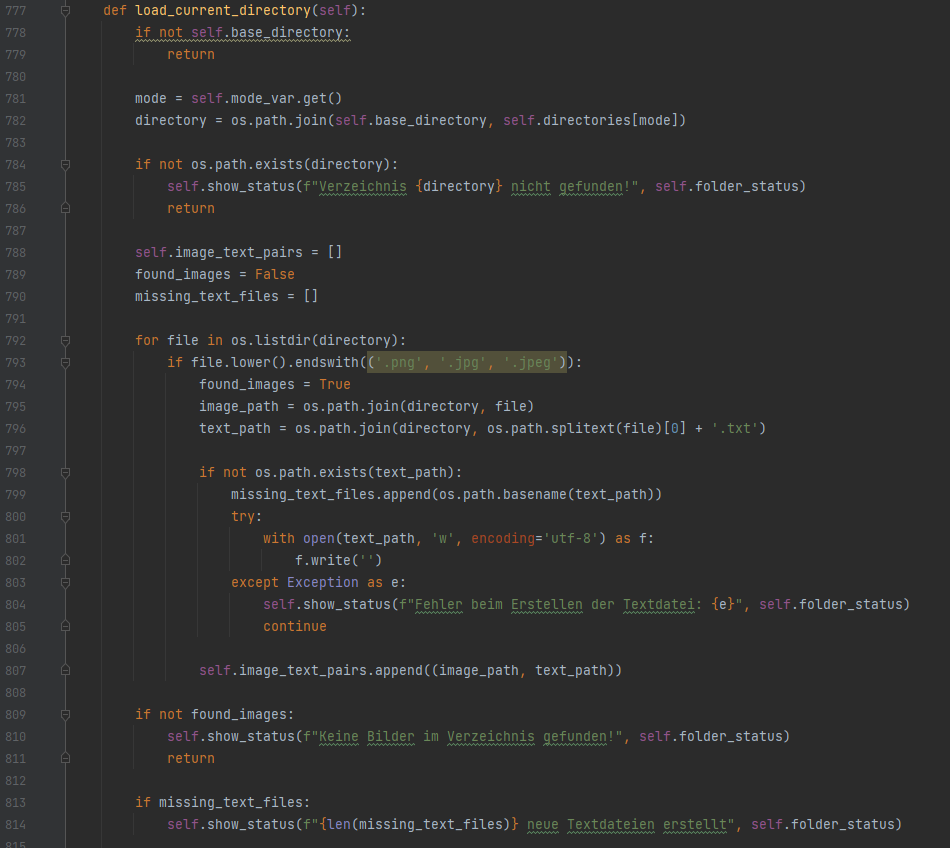 777 def load_current_directory(self):
778 if not self.base_directory:
779 return
780
781 mode = self.mode_var.get()
782 directory = os.path.join(self.base_directory, self.directories[mode])
783
784 if not os.path.exists(directory):
785 self.show_status(f"Verzeichnis {directory} nicht gefunden!", self.folder_status)
786 return
787
788 self.image_text_pairs = []
789 found_images = False
790 missing_text_files = []
791
792 for file in os.listdir(directory):
793 if file.lower().endswith(('.png', '.jpg', '.jpeg')):
794 found_images = True
795 image_path = os.path.join(directory, file)
796 text_path = os.path.join(directory, os.path.splitext(file)[0] + '.txt')
797
798 if not os.path.exists(text_path):
799 missing_text_files.append(os.path.basename(text_path))
800 try:
801 with open(text_path, 'w', encoding='utf-8') as f:
802 f.write('')
803 except Exception as e:
804 self.show_status(f"Fehler beim Erstellen der Textdatei: {e}", self.folder_status)
805 continue
806
807 self.image_text_pairs.append((image_path, text_path))
808
809 if not found_images:
810 self.show_status(f"Keine Bilder im Verzeichnis gefunden!", self.folder_status)
811 return
812
813 if missing_text_files:
814 self.show_status(f"{len(missing_text_files)} neue Textdateien erstellt", self.folder_status)
815